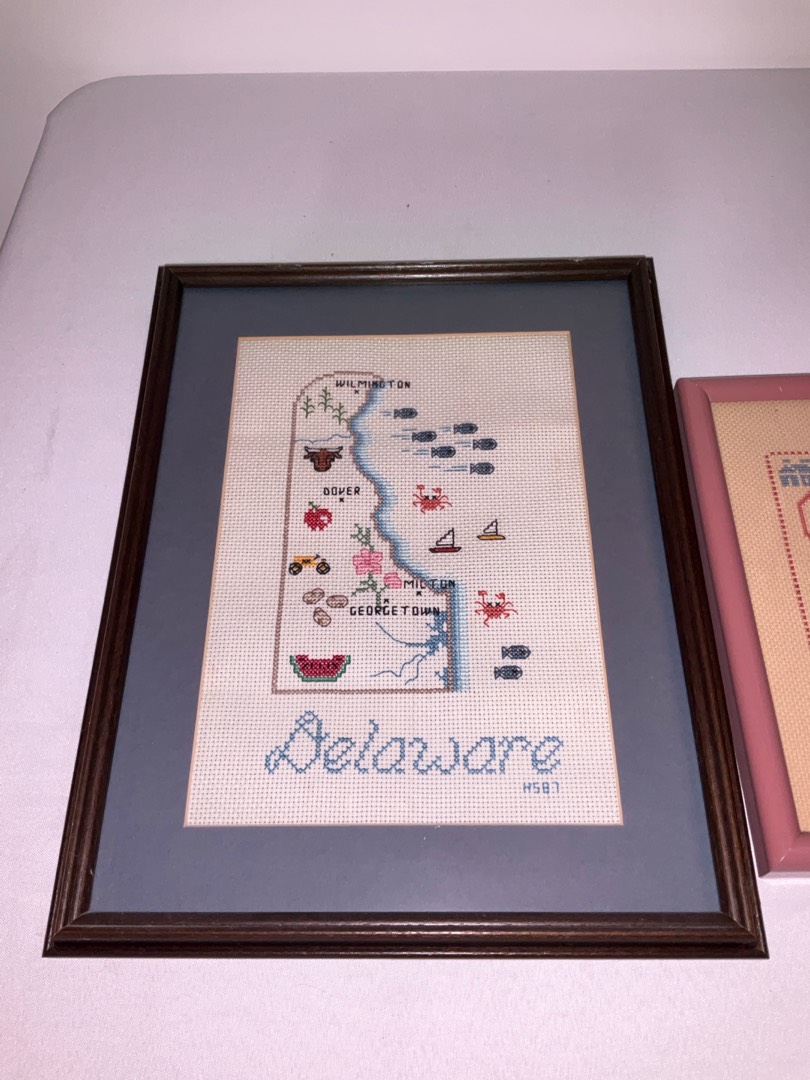 WILMINGTON
DOVER
MILTON
GEORGETOWN
Delaware
HS87